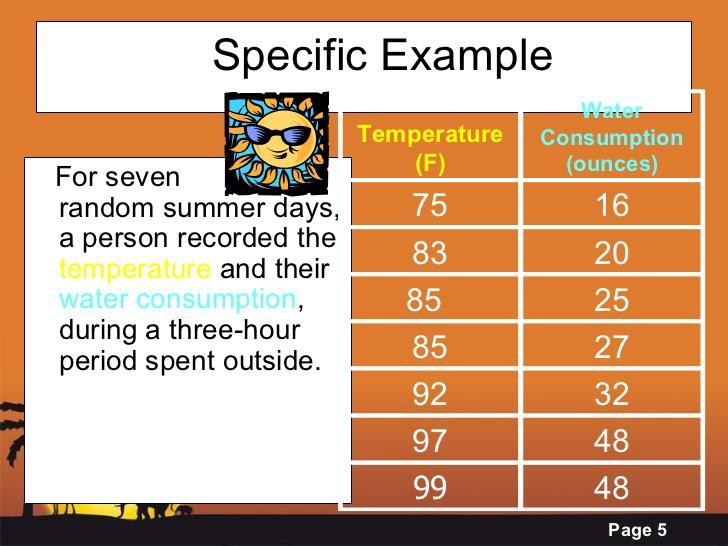 Specific Example
For seven
random summer days,
a person recorded the
temperature and their
water consumption,
during a three-hour
period spent outside.
Temperature
(F)
Water
Consumption
(ounces)
75 16
83 20
85 25
85 27
92 32
97 48
99 48
Page 5